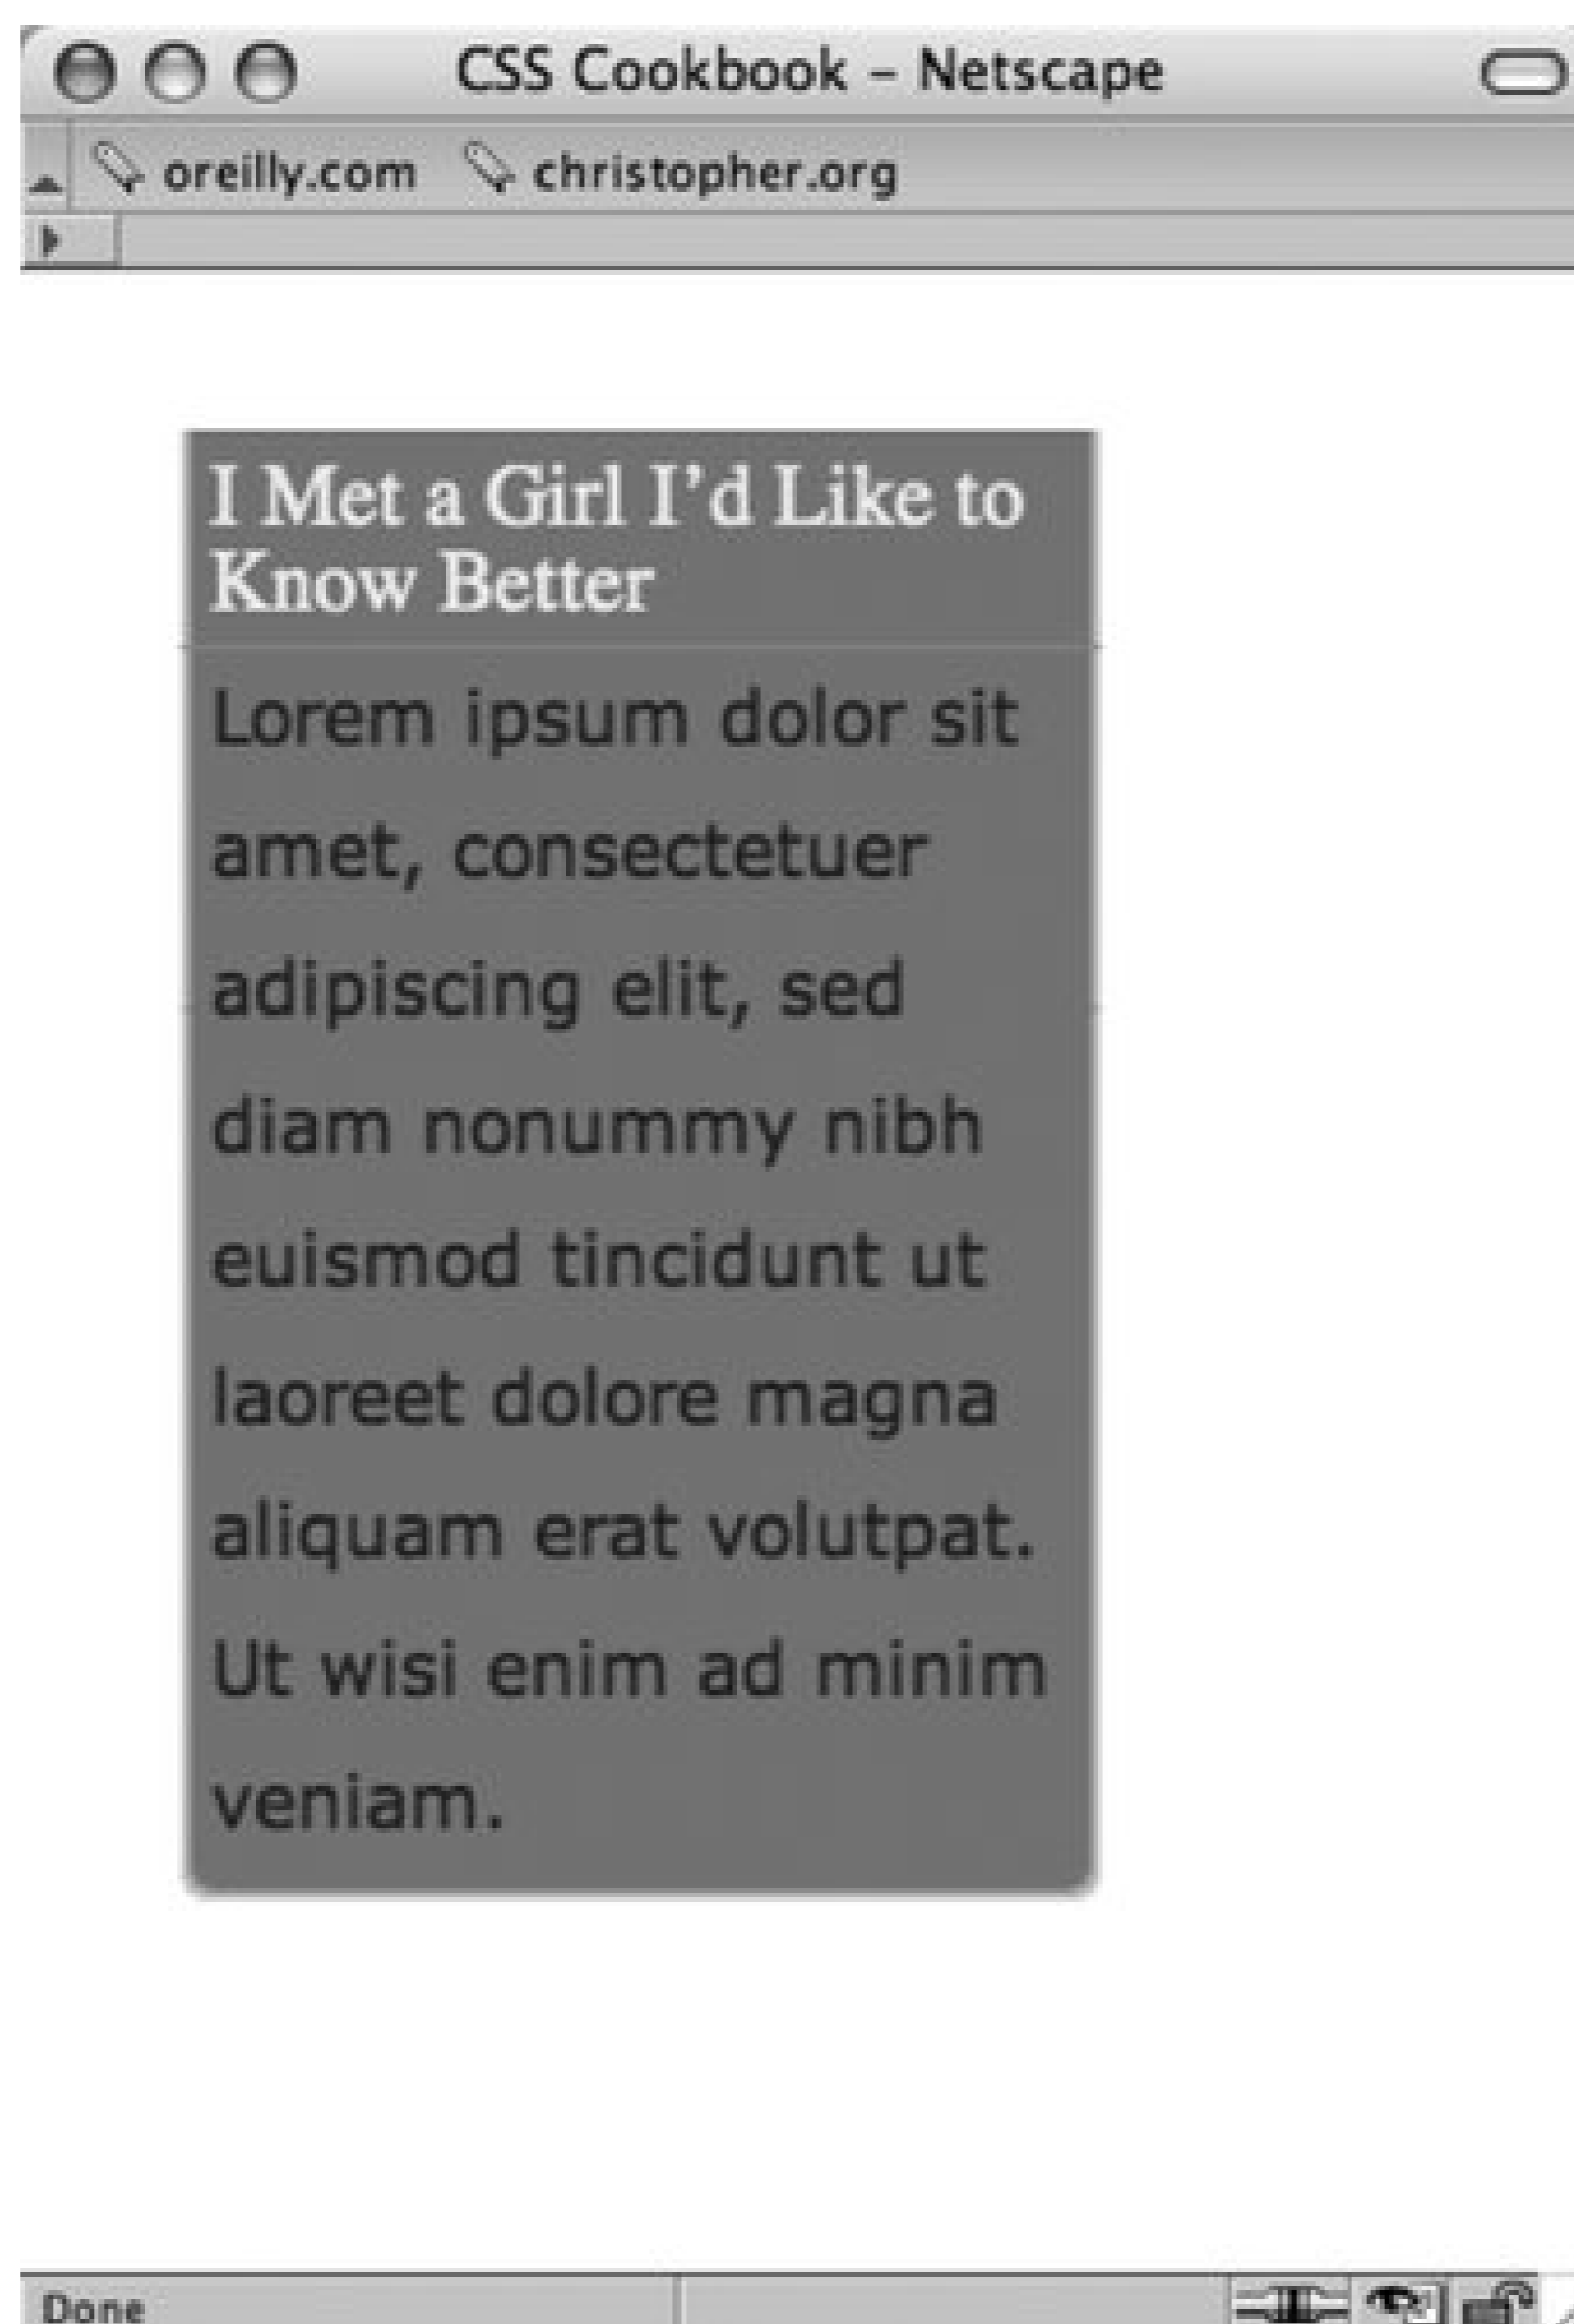 CSS Cookbook – Netscape
oreilly.com christopher.org
I Met a Girl I’d Like to
Know Better
Lorem ipsum dolor sit
amet, consectetuer
adipiscing elit, sed
diam nonummy nibh
euismod tincidunt ut
laoreet dolore magna
aliquam erat volutpat.
Ut wisi enim ad minim
veniam.
Done